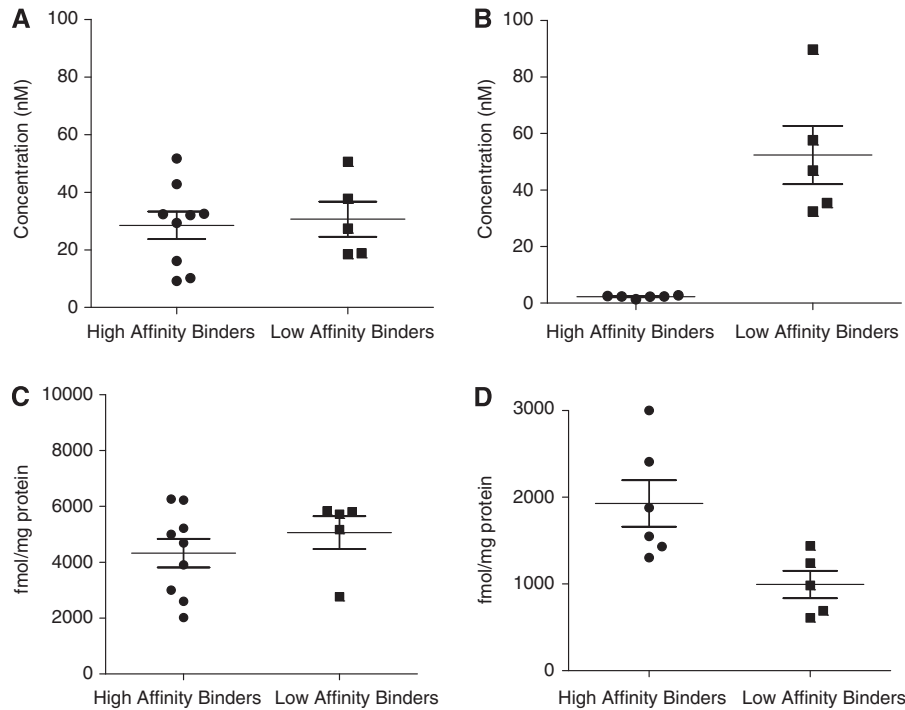 A
100
80
60
40
20
0
Concentration (nM)
High Affinity Binders Low Affinity Binders
B
100
80
60
40
20
0
Concentration (nM)
High Affinity Binders Low Affinity Binders
C
10000
8000
6000
4000
2000
0
fmol/mg protein
High Affinity Binders Low Affinity Binders
D
3000
2000
1000
0
fmol/mg protein
High Affinity Binders Low Affinity Binders